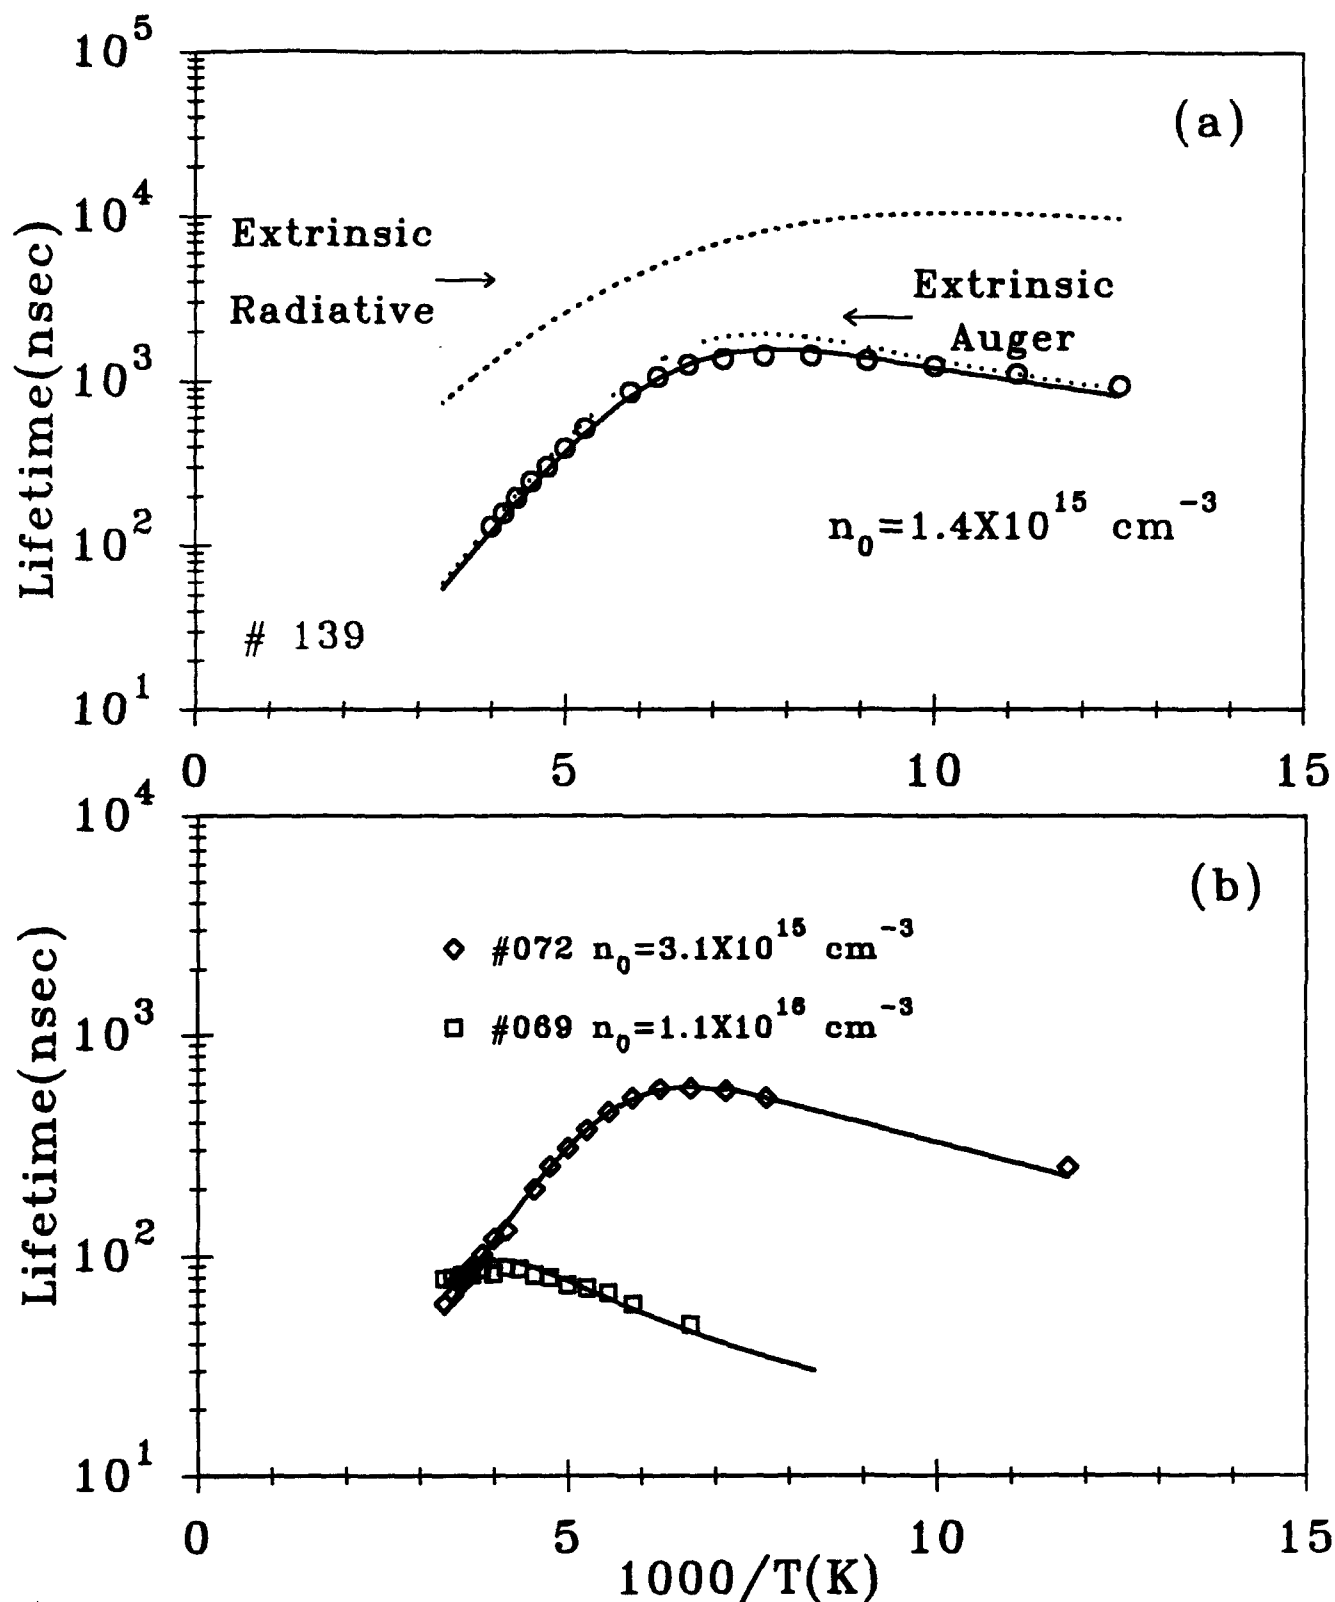 10^5
(a)
10^4
Extrinsic
Radiative
Extrinsic
Auger
10^3
10^2
n_0=1.4X10^15 cm^-3
# 139
10^1
Lifetime(nsec)
0 5 10 15
10^4
(b)
#072 n_0=3.1X10^15 cm^-3
10^3
#069 n_0=1.1X10^16 cm^-3
10^2
10^1
Lifetime(nsec)
0 5 10 15
1000/T(K)